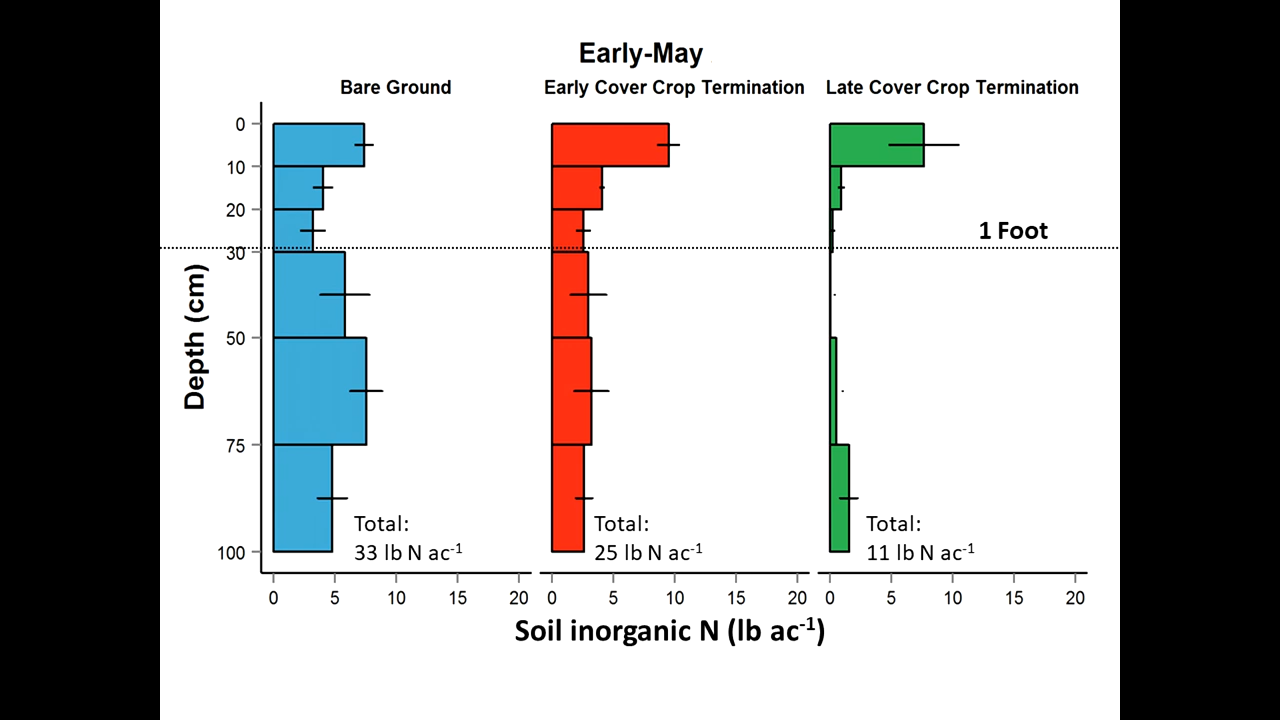 Early-May
Bare Ground
Early Cover Crop Termination
Late Cover Crop Termination
0
10
20
30
50
75
100
Depth (cm)
1 Foot
Total:
33 lb N ac⁻¹
Total:
25 lb N ac⁻¹
Total:
11 lb N ac⁻¹
0 5 10 15 20
0 5 10 15 20
0 5 10 15 20
Soil inorganic N (lb ac⁻¹)